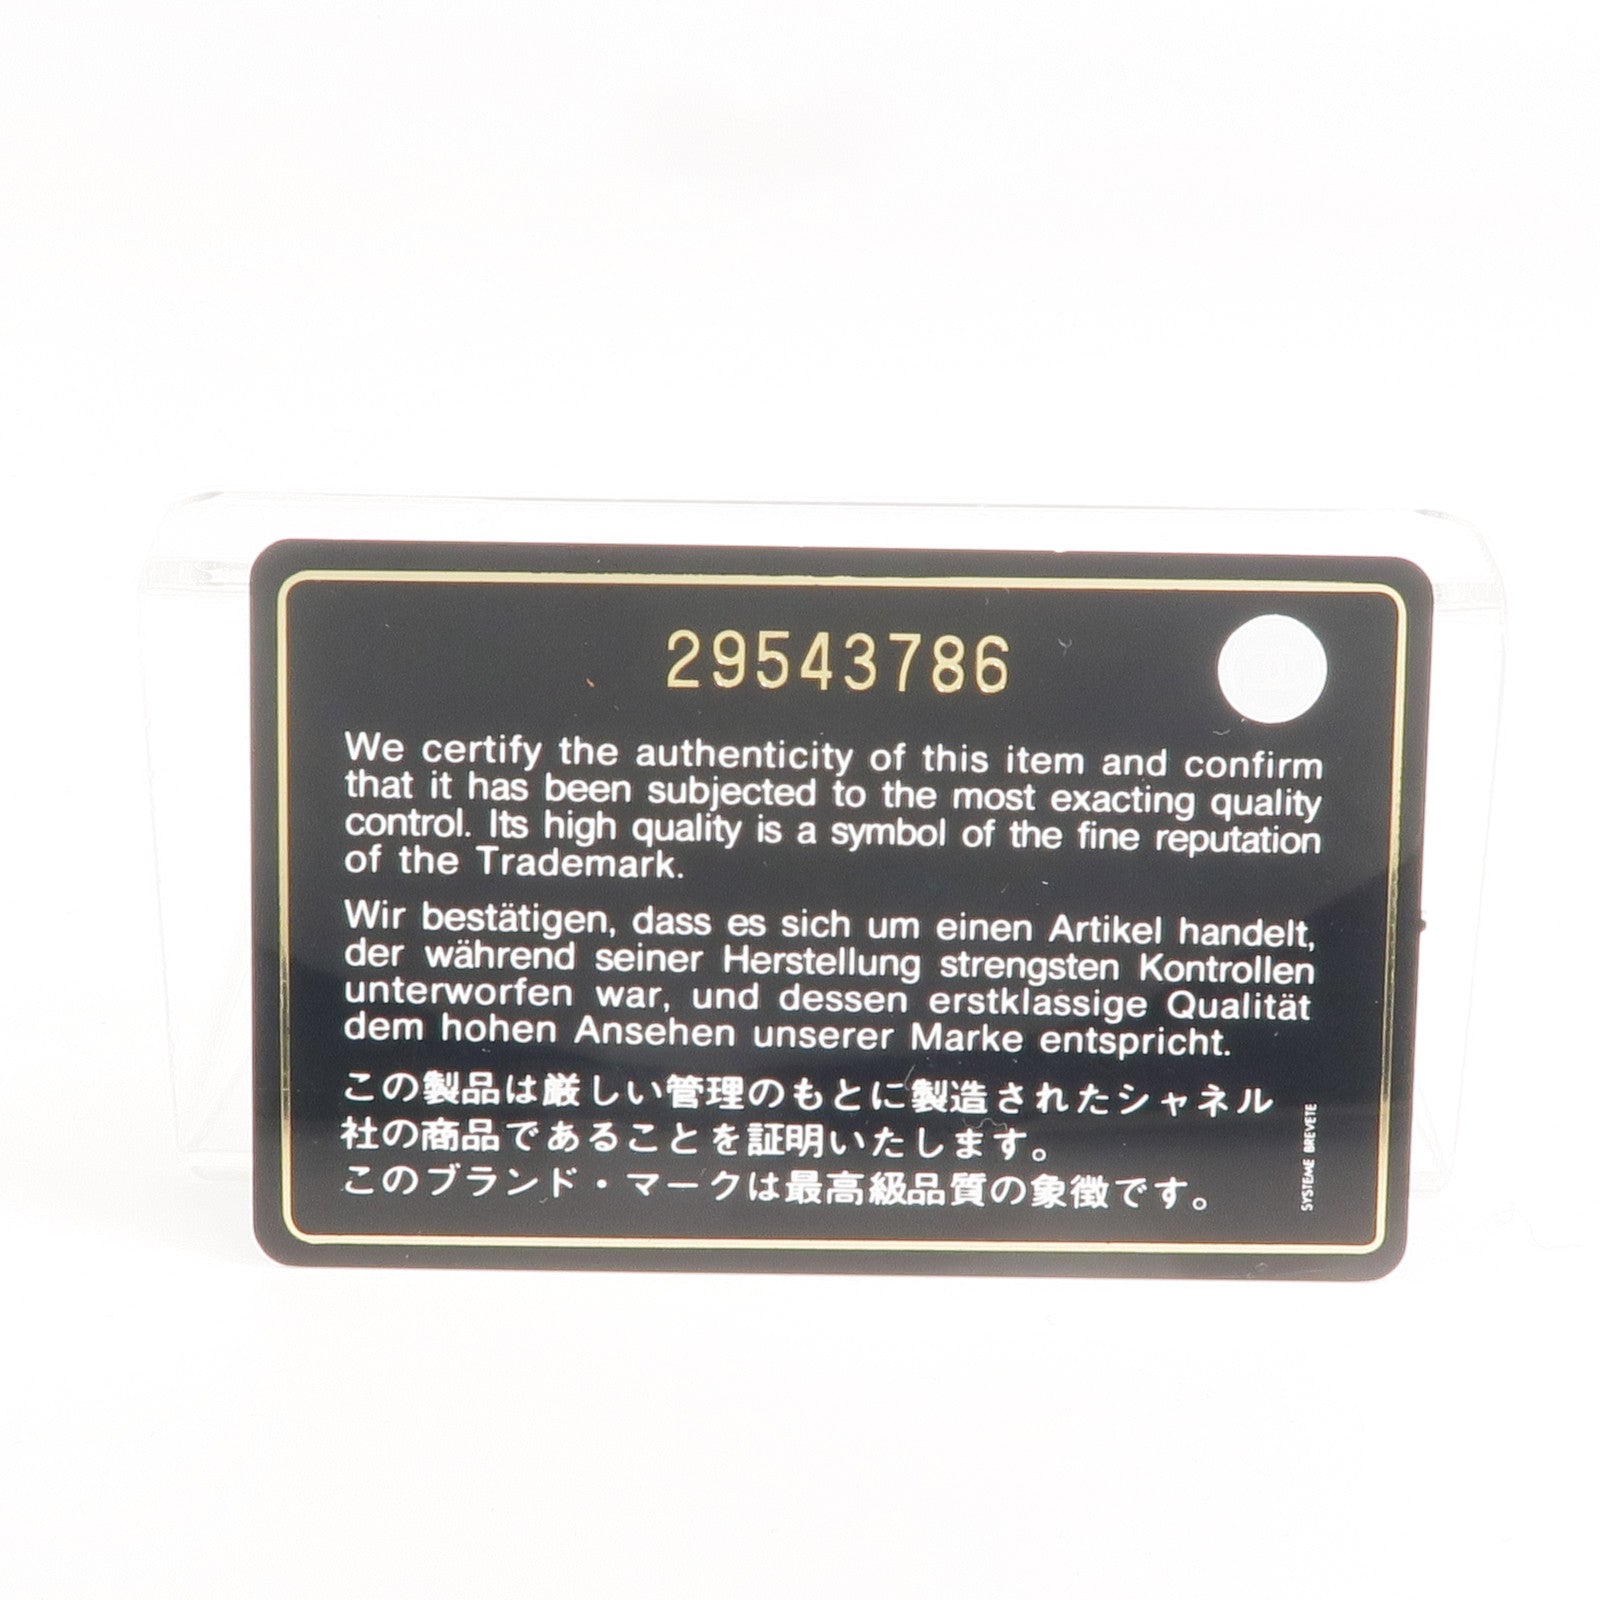 29543786
We certify the authenticity of this item and confirm
that it has been subjected to the most exacting quality
control. Its high quality is a symbol of the fine reputation
of the Trademark.
Wir bestätigen, dass es sich um einen Artikel handelt,
der während seiner Herstellung strengsten Kontrollen
unterworfen war, und dessen erstklassige Qualität
dem hohen Ansehen unserer Marke entspricht.
この製品は厳しい管理のもとに製造されたシャネル
社の商品であることを証明いたします。
このブランド・マークは最高級品質の象徴です。
SYSTEME BREVETE